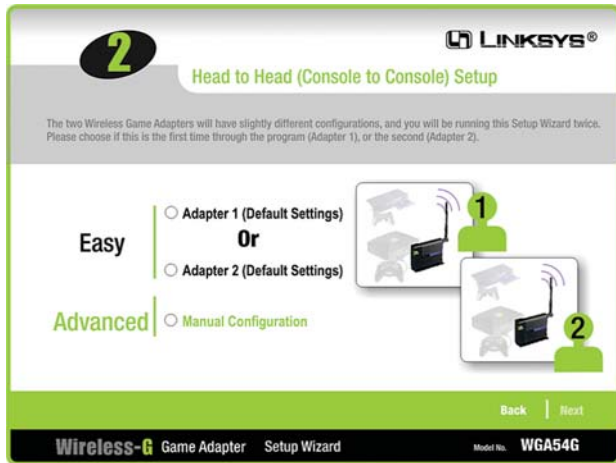 2
LINKSYS®
Head to Head (Console to Console) Setup
The two Wireless Game Adapters will have slightly different configurations, and you will be running this Setup Wizard twice.
Please choose if this is the first time through the program (Adapter 1), or the second (Adapter 2).
Easy
Adapter 1 (Default Settings)
Or
Adapter 2 (Default Settings)
Advanced
Manual Configuration
1
2
Back
Next
Wireless-G Game Adapter Setup Wizard
Model No. WGA54G